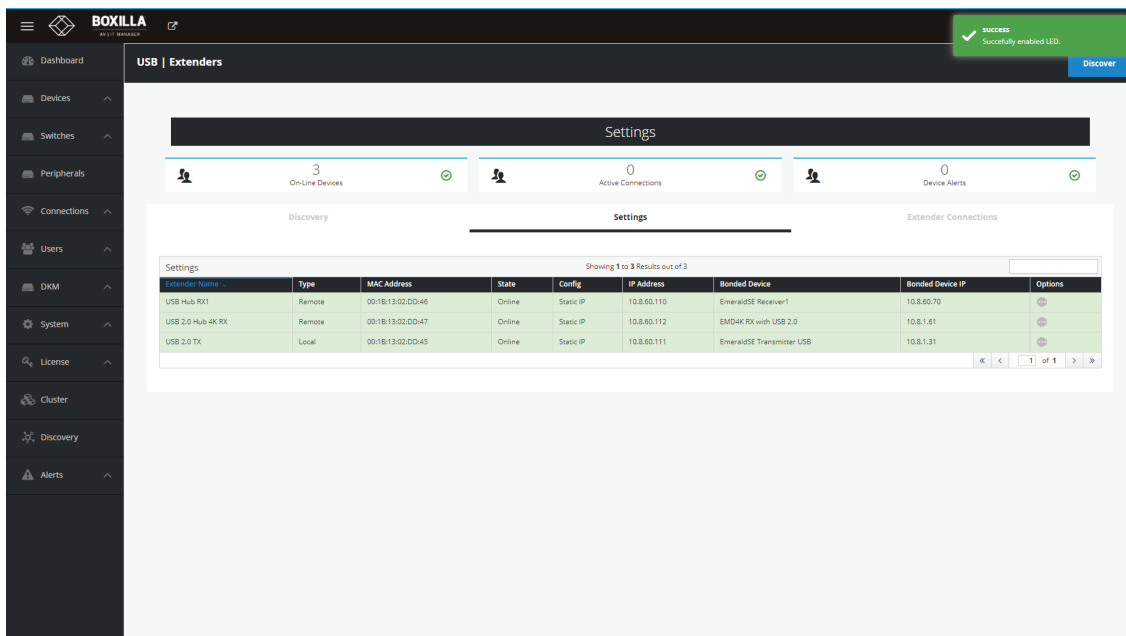 BOXILLA
AV | IT MANAGER
success
Succefully enabled LED.
Dashboard
USB | Extenders
Discover
Devices
Switches
Peripherals
Connections
Users
DKM
System
License
Cluster
Discovery
Alerts
Settings
3
On-Line Devices
0
Active Connections
0
Device Alerts
Discovery Settings Extender Connections
Settings Showing 1 to 3 Results out of 3
Extender Name Type MAC Address State Config IP Address Bonded Device Bonded Device IP Options
USB Hub RX1 Remote 00:1B:13:02:DD:46 Online Static IP 10.8.60.110 EmeraldSE Receiver1 10.8.60.70
USB 2.0 Hub 4K RX Remote 00:1B:13:02:DD:47 Online Static IP 10.8.60.112 EMD4K RX with USB 2.0 10.8.1.61
USB 2.0 TX Local 00:1B:13:02:DD:45 Online Static IP 10.8.60.111 EmeraldSE Transmitter USB 10.8.1.31
« < 1 of 1 > »